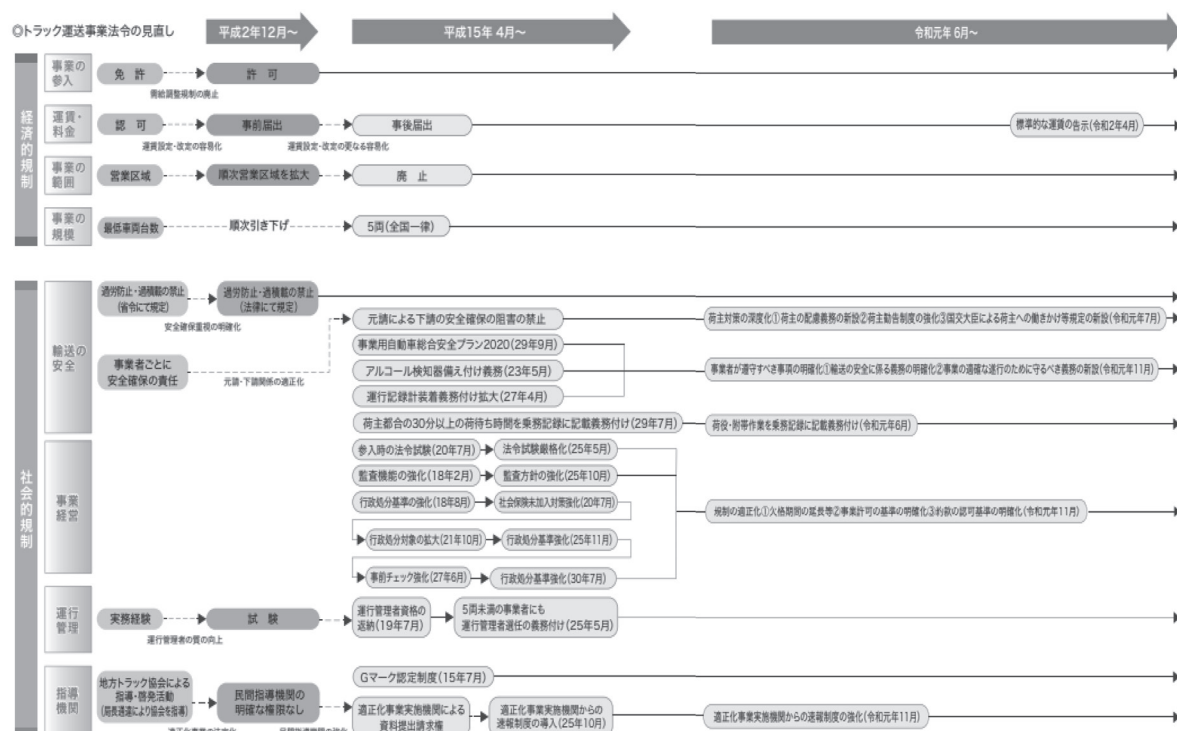 ◎トラック運送事業法令の見直し
平成2年12月～
平成15年 4月～
令和元年 6月～
経済的規制
事業の
参入
免 許
許 可
需給調整規制の廃止
運賃・
料金
認 可
事前届出
事後届出
標準的な運賃の告示(令和2年4月)
運賃設定・改定の容易化
運賃設定・改定の更なる容易化
事業の
範囲
営業区域
順次営業区域を拡大
廃 止
事業の
規模
最低車両台数
順次引き下げ
5両(全国一律)
社会的規制
輸送の
安全
過労防止・過積載の禁止
(省令にて規定)
過労防止・過積載の禁止
(法律にて規定)
安全確保重視の明確化
事業者ごとに
安全確保の責任
元請・下請関係の適正化
元請による下請の安全確保の阻害の禁止
荷主対策の深度化①荷主の配慮義務の新設②荷主勧告制度の強化③国交大臣による荷主への働きかけ等規定の新設(令和元年7月)
事業用自動車総合安全プラン2020(29年9月)
アルコール検知器備え付け義務(23年5月)
運行記録計装着義務付け拡大(27年4月)
事業者が遵守すべき事項の明確化①輸送の安全に係る義務の明確化②事業の適確な遂行のために守るべき義務の新設(令和元年11月)
荷主都合の30分以上の荷待ち時間を乗務記録に記載義務付け(29年7月)
荷役・附帯作業を乗務記録に記載義務付け(令和元年6月)
事業
経営
参入時の法令試験(20年7月)
法令試験厳格化(25年5月)
監査機能の強化(18年2月)
監査方針の強化(25年10月)
行政処分基準の強化(18年8月)
社会保険未加入対策強化(20年7月)
行政処分対象の拡大(21年10月)
行政処分基準強化(25年11月)
事前チェック強化(27年6月)
行政処分基準強化(30年7月)
規制の適正化①欠格期間の延長等②事業許可の基準の明確化③約款の認可基準の明確化(令和元年11月)
運行
管理
実務経験
試 験
運行管理者の質の向上
運行管理者資格の
返納(19年7月)
5両未満の事業者にも
運行管理者選任の義務付け(25年5月)
指導
機関
地方トラック協会による
指導・啓発活動
(局長通達により協会を指導)
民間指導機関の
明確な権限なし
Gマーク認定制度(15年7月)
適正化事業実施機関による
資料提出請求権
適正化事業実施機関からの
速報制度の導入(25年10月)
適正化事業実施機関からの速報制度の強化(令和元年11月)